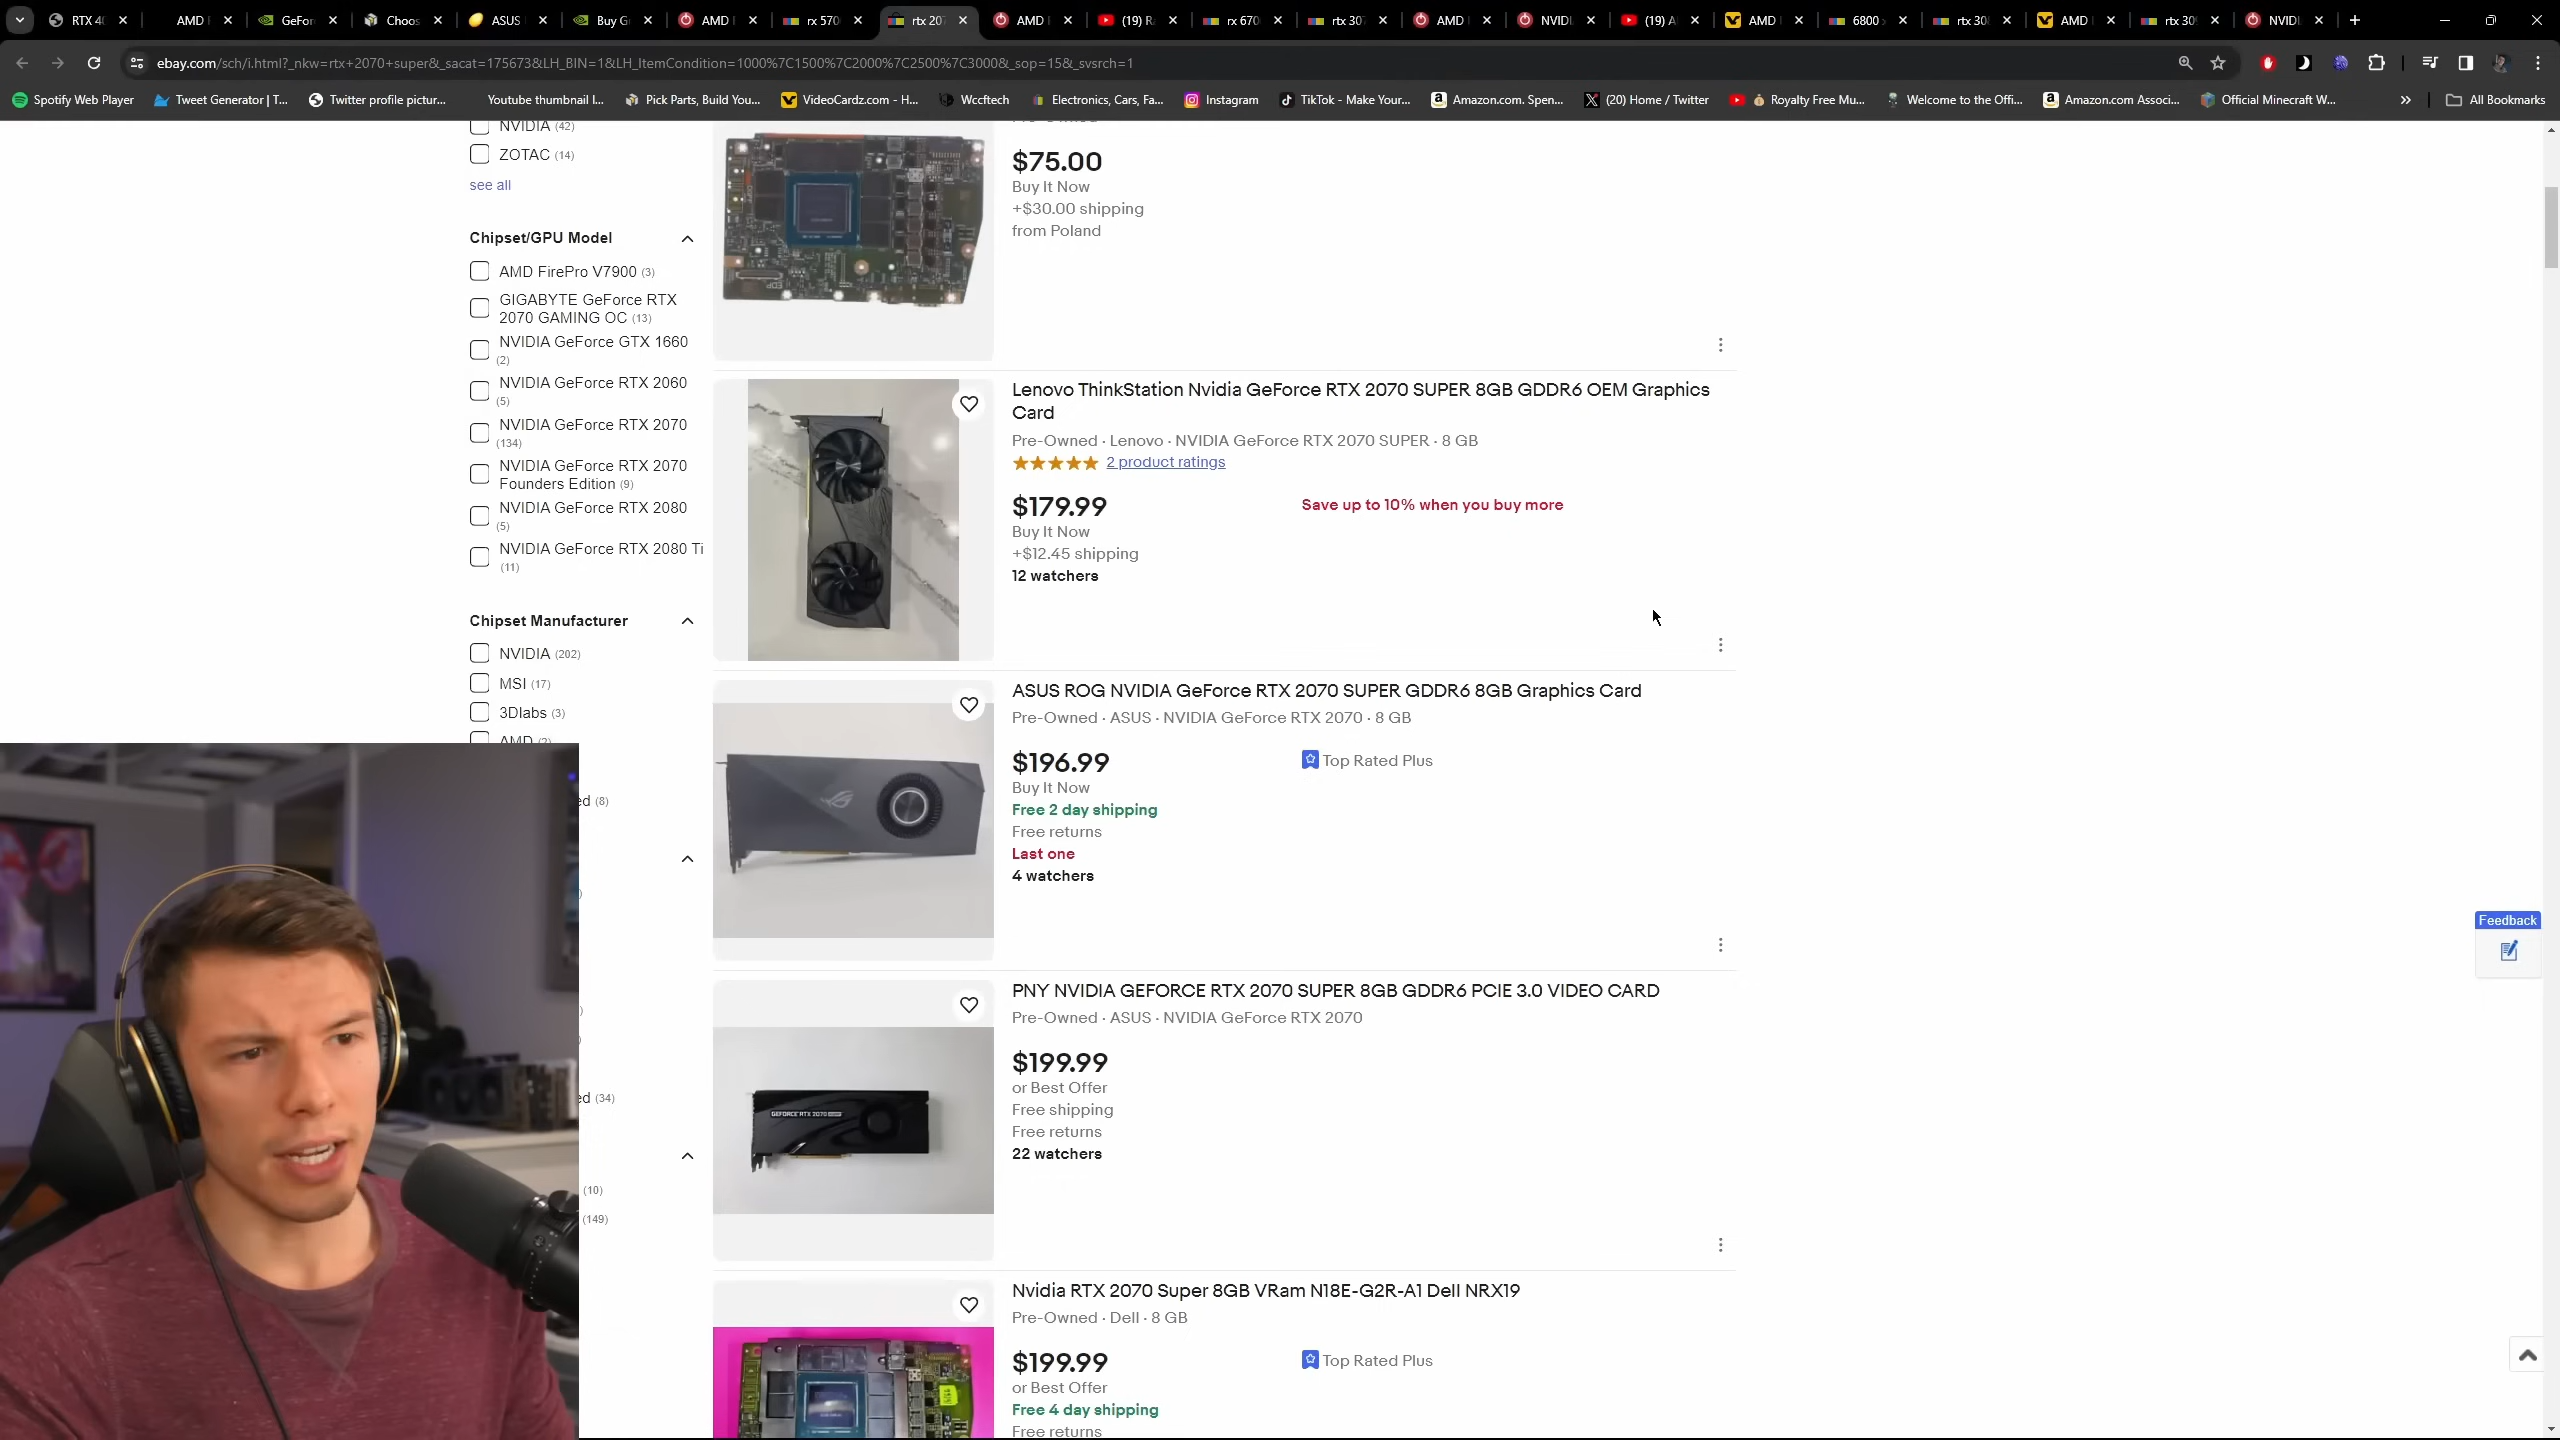 RTX 4
AMD
GeFor
Choos
ASUS
Buy G
AMD
rx 570
rtx 20
AMD
(19) R
rx 670
rtx 30
AMD
NVID
(19) A
AMD
6800
rtx 30
AMD
rtx 30
NVIDI
ebay.com/sch/i.html?_nkw=rtx+2070+super&_sacat=175673&LH_BIN=1&LH_ItemCondition=1000%7C1500%7C2000%7C2500%7C3000&_sop=15&_svsrch=1
Spotify Web Player
Tweet Generator | T...
Twitter profile pictur...
Youtube thumbnail I...
Pick Parts, Build You...
VideoCardz.com - H...
Wccftech
Electronics, Cars, Fa...
Instagram
TikTok - Make Your...
Amazon.com. Spen...
(20) Home / Twitter
Royalty Free Mu...
Welcome to the Offi...
Amazon.com Associ...
Official Minecraft W...
All Bookmarks
NVIDIA (42)
ZOTAC (14)
see all
Chipset/GPU Model
AMD FirePro V7900 (3)
GIGABYTE GeForce RTX
2070 GAMING OC (13)
NVIDIA GeForce GTX 1660
(2)
NVIDIA GeForce RTX 2060
(5)
NVIDIA GeForce RTX 2070
(134)
NVIDIA GeForce RTX 2070
Founders Edition (9)
NVIDIA GeForce RTX 2080
(5)
NVIDIA GeForce RTX 2080 Ti
(11)
Chipset Manufacturer
NVIDIA (202)
MSI (17)
3Dlabs (3)
AMD (2)
ed (8)
ed (34)
(10)
(149)
$75.00
Buy It Now
+$30.00 shipping
from Poland
Lenovo ThinkStation Nvidia GeForce RTX 2070 SUPER 8GB GDDR6 OEM Graphics
Card
Pre-Owned · Lenovo · NVIDIA GeForce RTX 2070 SUPER · 8 GB
2 product ratings
$179.99
Save up to 10% when you buy more
Buy It Now
+$12.45 shipping
12 watchers
ASUS ROG NVIDIA GeForce RTX 2070 SUPER GDDR6 8GB Graphics Card
Pre-Owned · ASUS · NVIDIA GeForce RTX 2070 · 8 GB
$196.99
Top Rated Plus
Buy It Now
Free 2 day shipping
Free returns
Last one
4 watchers
PNY NVIDIA GEFORCE RTX 2070 SUPER 8GB GDDR6 PCIE 3.0 VIDEO CARD
Pre-Owned · ASUS · NVIDIA GeForce RTX 2070
GEFORCE RTX 2070
$199.99
or Best Offer
Free shipping
Free returns
22 watchers
Nvidia RTX 2070 Super 8GB VRam N18E-G2R-A1 Dell NRX19
Pre-Owned · Dell · 8 GB
$199.99
Top Rated Plus
or Best Offer
Free 4 day shipping
Free returns
Feedback